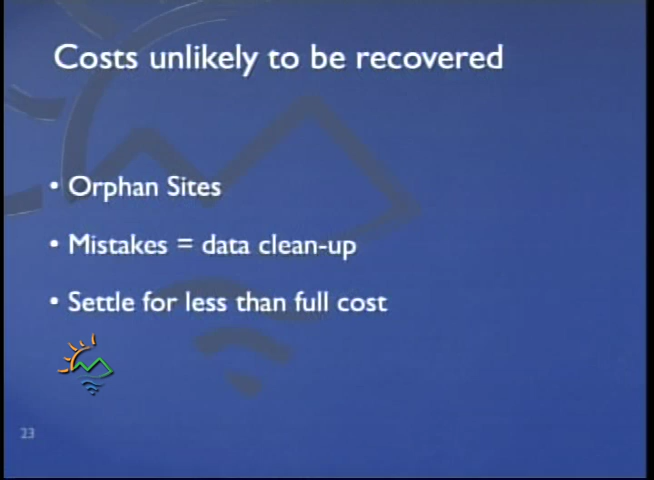 Costs unlikely to be recovered
• Orphan Sites
• Mistakes = data clean-up
• Settle for less than full cost
23